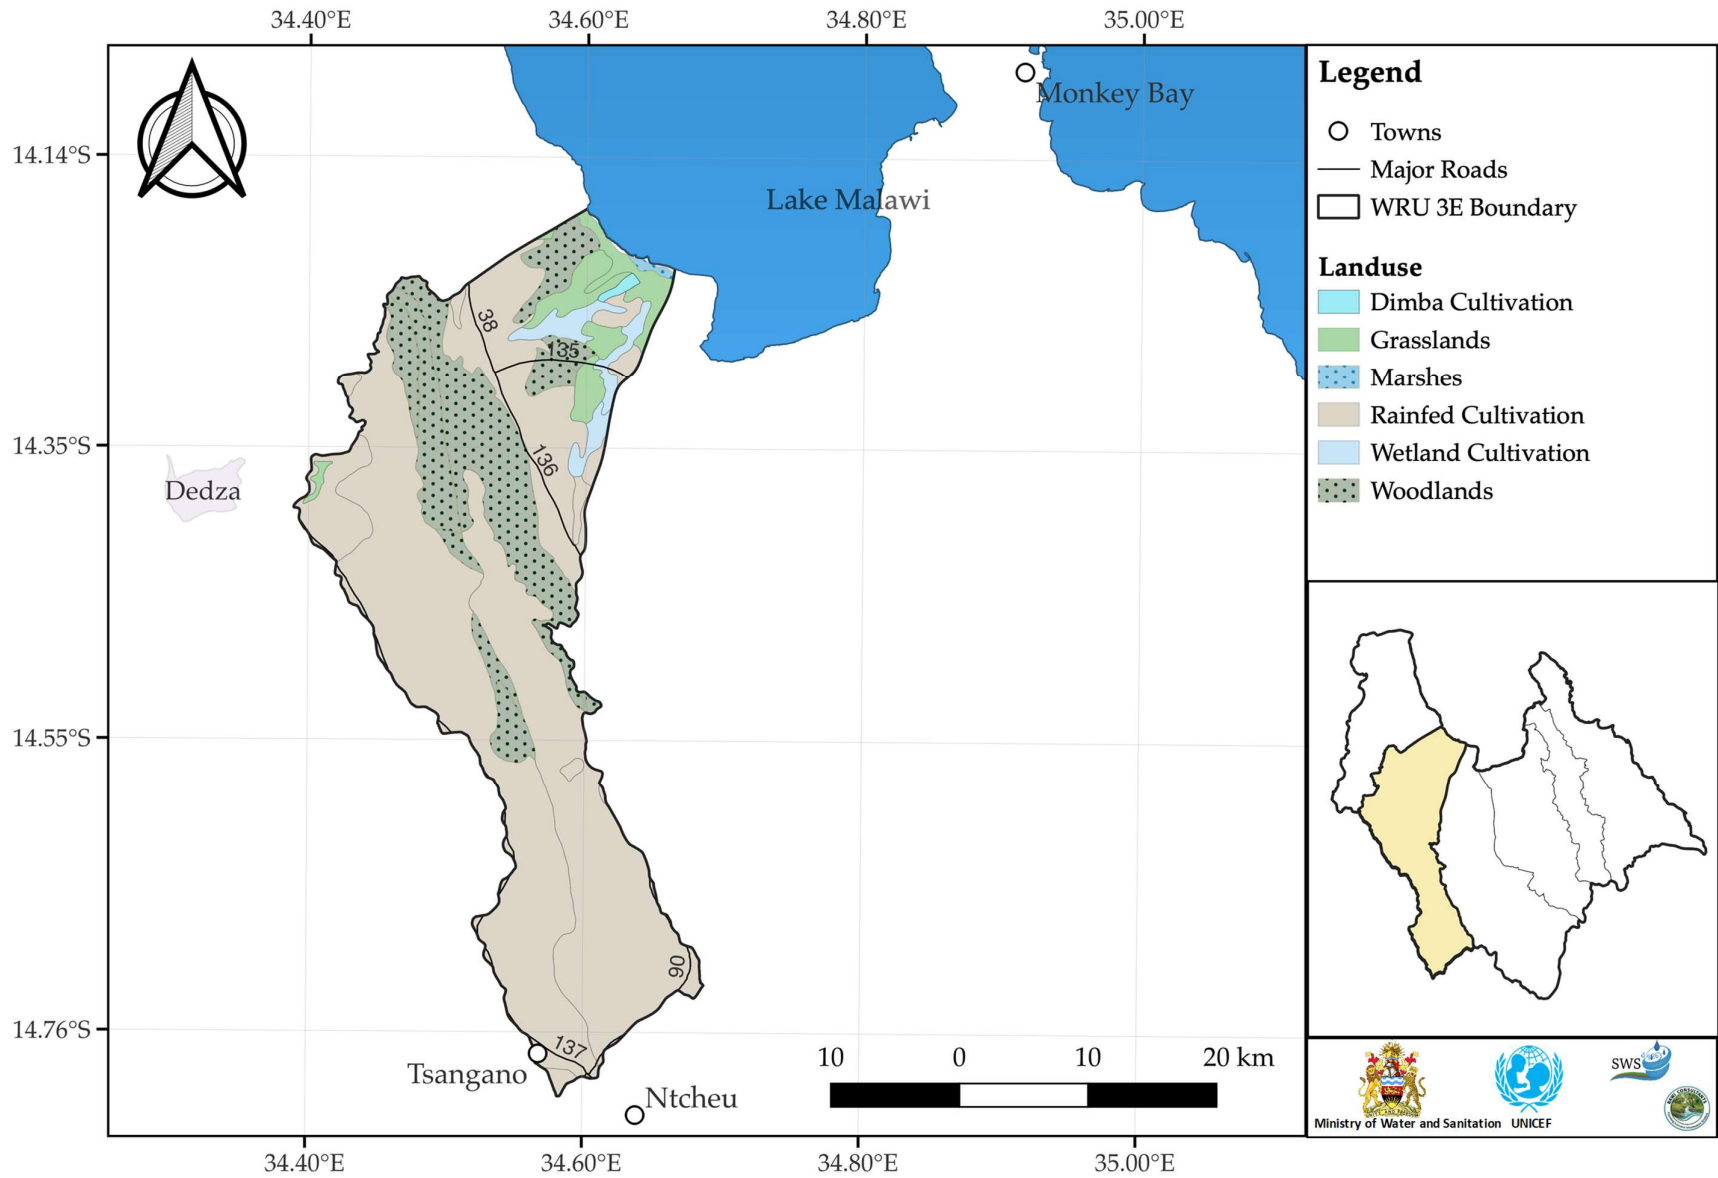 34.40°E 34.60°E 34.80°E 35.00°E
Monkey Bay
14.14°S
Lake Malawi
38
135
14.35°S
136
Dedza
14.55°S
90
14.76°S
137
Tsangano
Ntcheu
10 0 10 20 km
34.40°E 34.60°E 34.80°E 35.00°E
Legend
Towns
Major Roads
WRU 3E Boundary
Landuse
Dimba Cultivation
Grasslands
Marshes
Rainfed Cultivation
Wetland Cultivation
Woodlands
SWS
Ministry of Water and Sanitation UNICEF